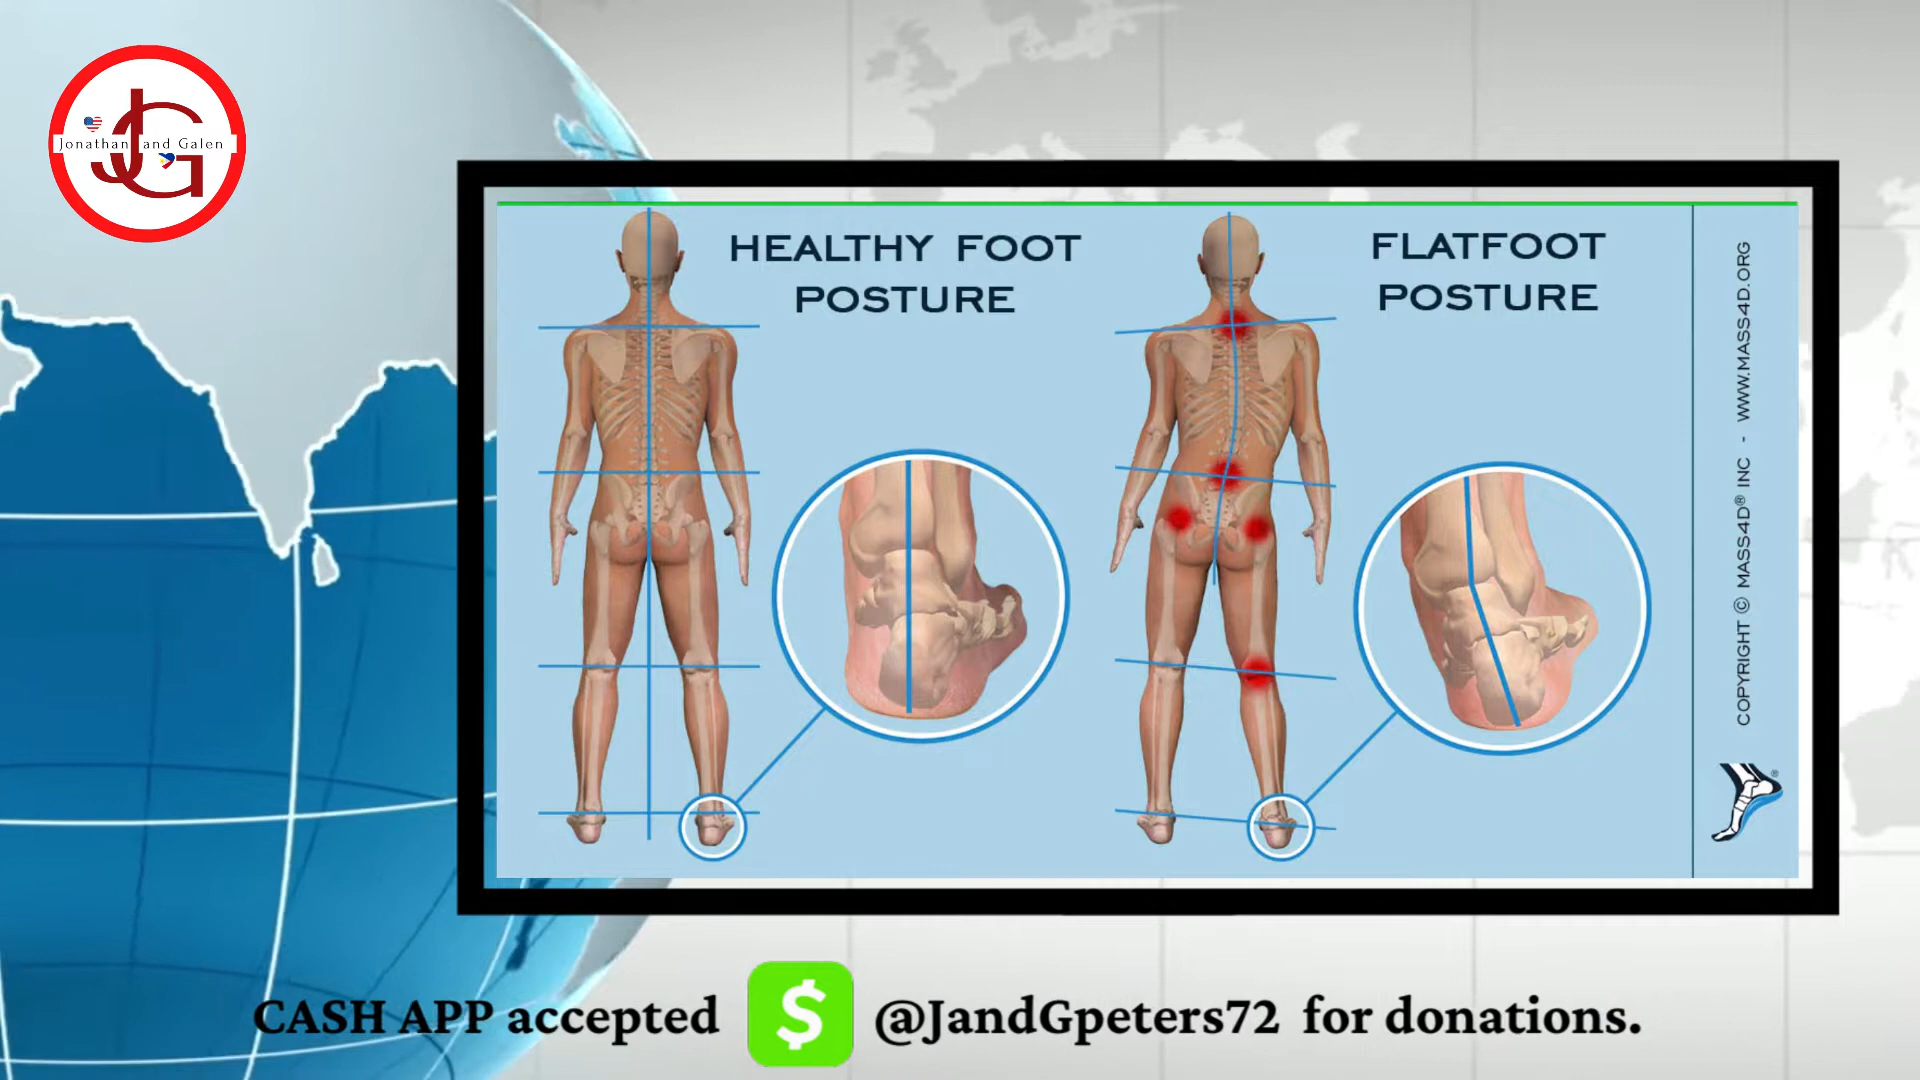 JG
Jonathan and Galen
HEALTHY FOOT
POSTURE
FLATFOOT
POSTURE
COPYRIGHT © MASS4D® INC - WWW.MASS4D.ORG
®
CASH APP accepted $ @JandGpeters72 for donations.